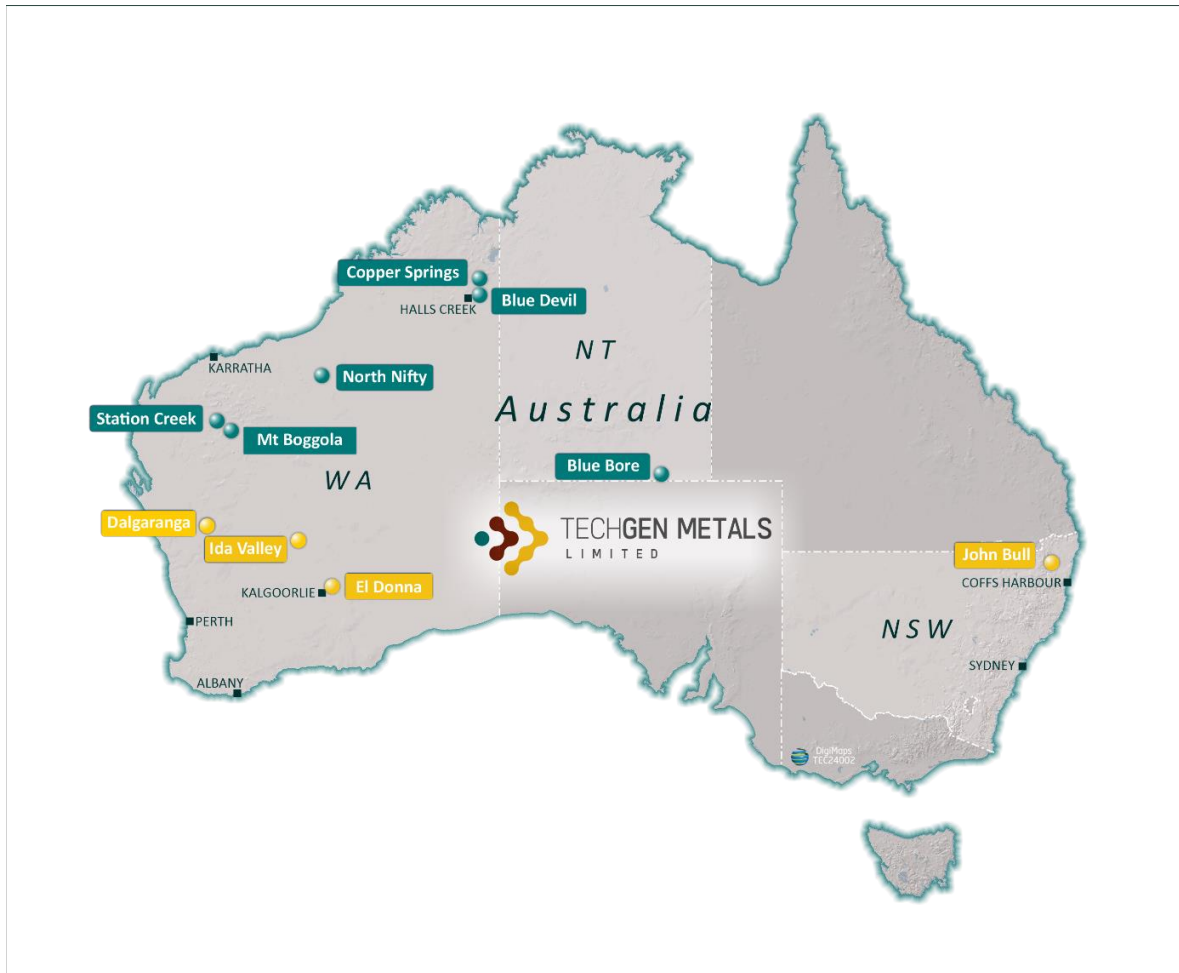 Copper Springs
Blue Devil
HALLS CREEK
NT
KARRATHA
North Nifty
Australia
Station Creek
Mt Boggola
Blue Bore
WA
Dalgaranga
TECHGEN METALS
LIMITED
Ida Valley
John Bull
El Donna
KALGOORLIE
COFFS HARBOUR
PERTH
NSW
SYDNEY
ALBANY
DigiMaps
TEC24002